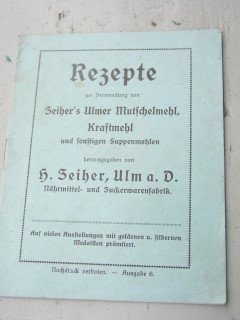 Rezepte
zur Verwendung von
Seiher's Ulmer Mutschelmehl,
Kraftmehl
und sonstigen Suppenmehlen
herausgegeben von
H. Seiher, Ulm a. D.
Nährmittel- und Zuckerwarenfabrik.
Auf vielen Ausstellungen mit goldenen u. silbernen
Medaillen prämiiert.
Nachdruck verboten. — Ausgabe 6.